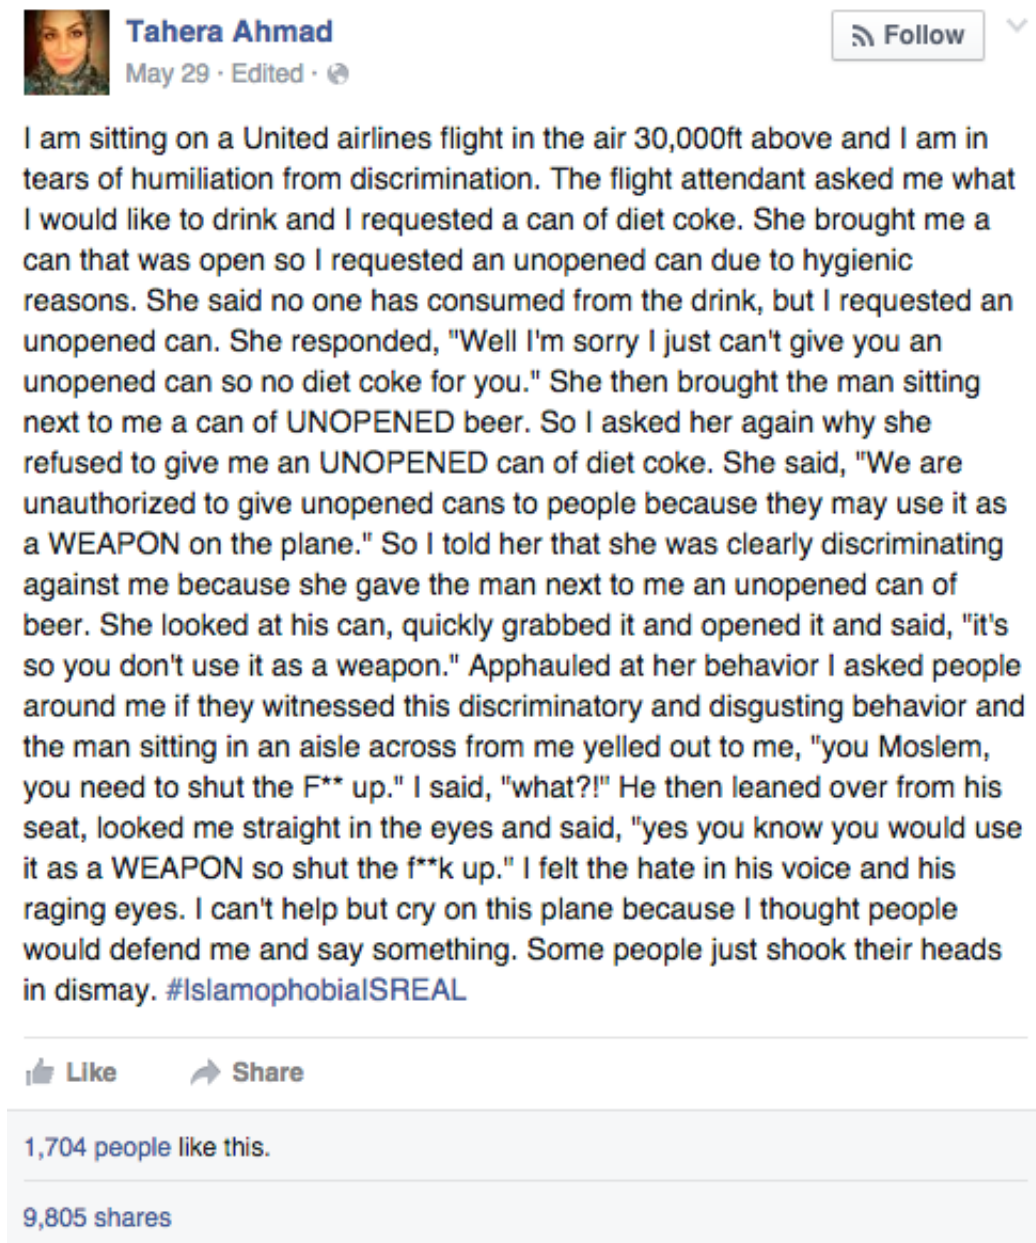 Tahera Ahmad
Follow
May 29 · Edited ·
I am sitting on a United airlines flight in the air 30,000ft above and I am in
tears of humiliation from discrimination. The flight attendant asked me what
I would like to drink and I requested a can of diet coke. She brought me a
can that was open so I requested an unopened can due to hygienic
reasons. She said no one has consumed from the drink, but I requested an
unopened can. She responded, "Well I'm sorry I just can't give you an
unopened can so no diet coke for you." She then brought the man sitting
next to me a can of UNOPENED beer. So I asked her again why she
refused to give me an UNOPENED can of diet coke. She said, "We are
unauthorized to give unopened cans to people because they may use it as
a WEAPON on the plane." So I told her that she was clearly discriminating
against me because she gave the man next to me an unopened can of
beer. She looked at his can, quickly grabbed it and opened it and said, "it's
so you don't use it as a weapon." Apphauled at her behavior I asked people
around me if they witnessed this discriminatory and disgusting behavior and
the man sitting in an aisle across from me yelled out to me, "you Moslem,
you need to shut the F** up." I said, "what?!" He then leaned over from his
seat, looked me straight in the eyes and said, "yes you know you would use
it as a WEAPON so shut the f**k up." I felt the hate in his voice and his
raging eyes. I can't help but cry on this plane because I thought people
would defend me and say something. Some people just shook their heads
in dismay. #IslamophobiaISREAL
Like Share
1,704 people like this.
9,805 shares